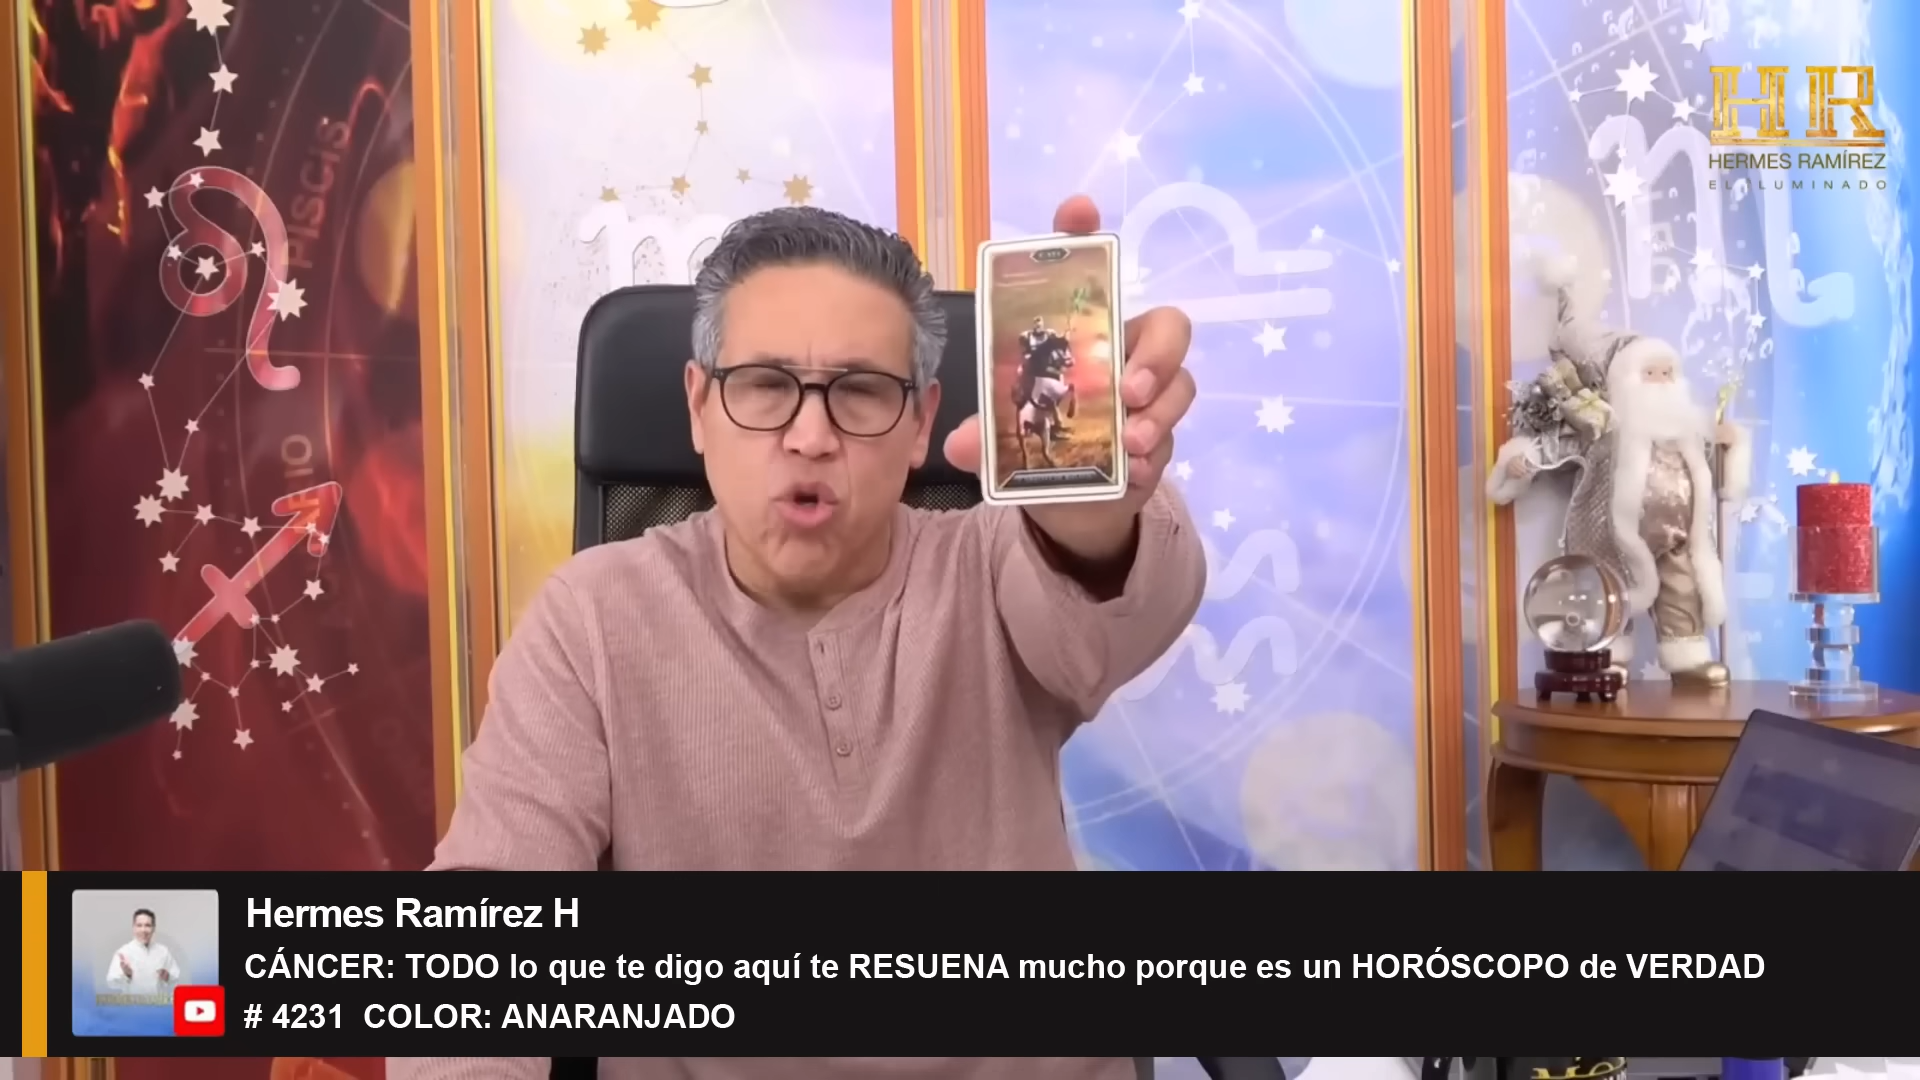 PISCIS
HR
HERMES RAMÍREZ
EL ILUMINADO
Hermes Ramírez H
CÁNCER: TODO lo que te digo aquí te RESUENA mucho porque es un HORÓSCOPO de VERDAD
# 4231 COLOR: ANARANJADO